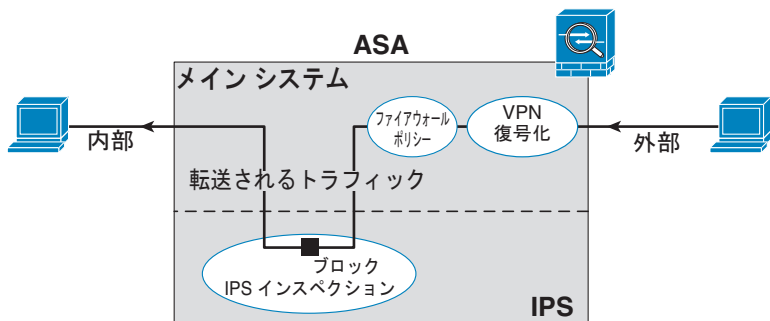 ASA
メイン システム
ファイアウォール
ポリシー
VPN
復号化
内部
外部
転送されるトラフィック
ブロック
IPS インスペクション
IPS